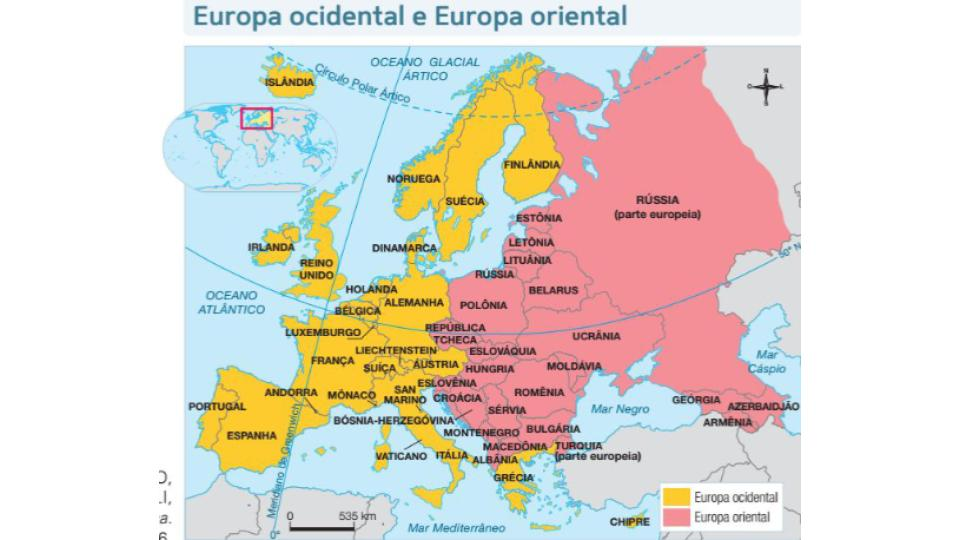 Europa ocidental e Europa oriental
OCEANO GLACIAL
ÁRTICO
Círculo Polar Ártico
ISLÂNDIA
O
L
FINLÂNDIA
NORUEGA
SUÉCIA
RÚSSIA
(parte europeia)
ESTÔNIA
LETÔNIA
LITUÂNIA
RÚSSIA
BELARUS
IRLANDA
DINAMARCA
REINO
UNIDO
50° N
OCEANO
ATLÂNTICO
HOLANDA
ALEMANHA
BÉLGICA
POLÔNIA
LUXEMBURGO
REPÚBLICA
TCHECA
UCRÂNIA
LIECHTENSTEIN
ESLOVÁQUIA
FRANÇA
SUÍÇA
ÁUSTRIA
HUNGRIA
MOLDÁVIA
Mar
Cáspio
ESLOVÊNIA
ANDORRA
MÔNACO
SAN
MARINO
CROÁCIA
ROMÊNIA
PORTUGAL
SÉRVIA
Mar Negro
GEÓRGIA
AZERBAIDJÃO
ARMÊNIA
BÓSNIA-HERZEGÓVINA
ESPANHA
MONTENEGRO
BULGÁRIA
MACEDÔNIA
TURQUIA
(parte europeia)
VATICANO
ITÁLIA
ALBÂNIA
GRÉCIA
Meridiano de Greenwich
0°
0
535 km
Mar Mediterrâneo
CHIPRE
Europa ocidental
Europa oriental